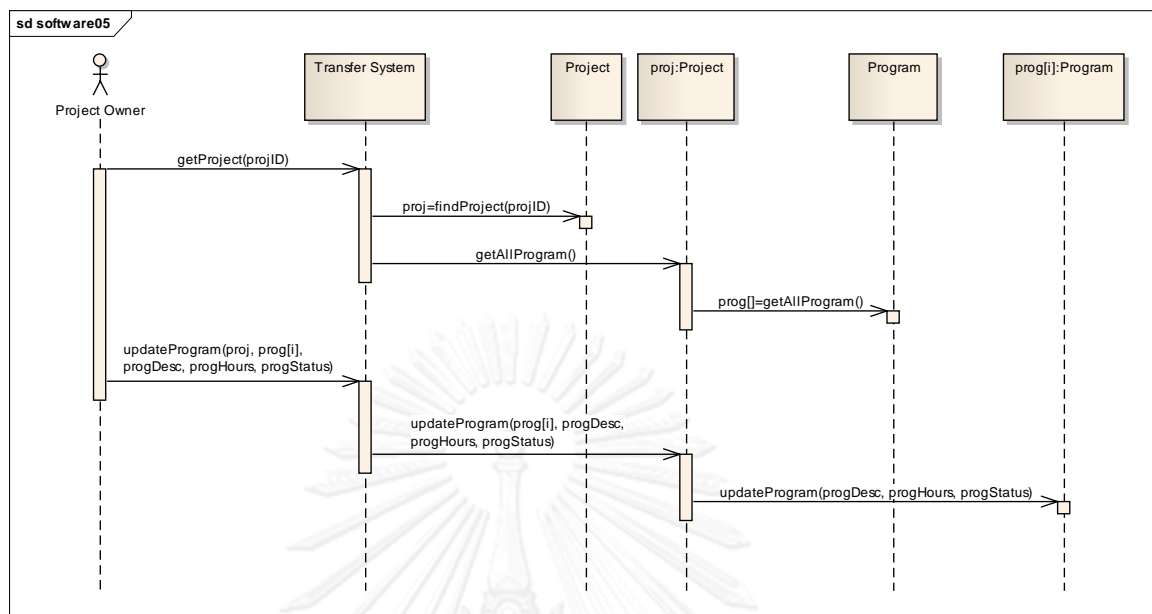 sd software05
Project Owner
Transfer System
Project
proj:Project
Program
prog[i]:Program
getProject(projID)
proj=findProject(projID)
getAllProgram()
prog[]=getAllProgram()
updateProgram(proj, prog[i],
progDesc, progHours, progStatus)
updateProgram(prog[i], progDesc,
progHours, progStatus)
updateProgram(progDesc, progHours, progStatus)